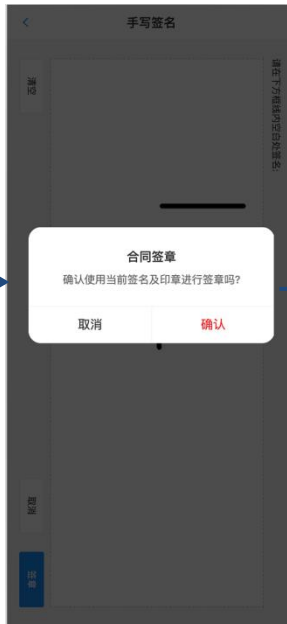 手写签名
请在下方框线内空白处签名:
清空
合同签章
确认使用当前签名及印章进行签章吗?
取消
确认
取消
签章